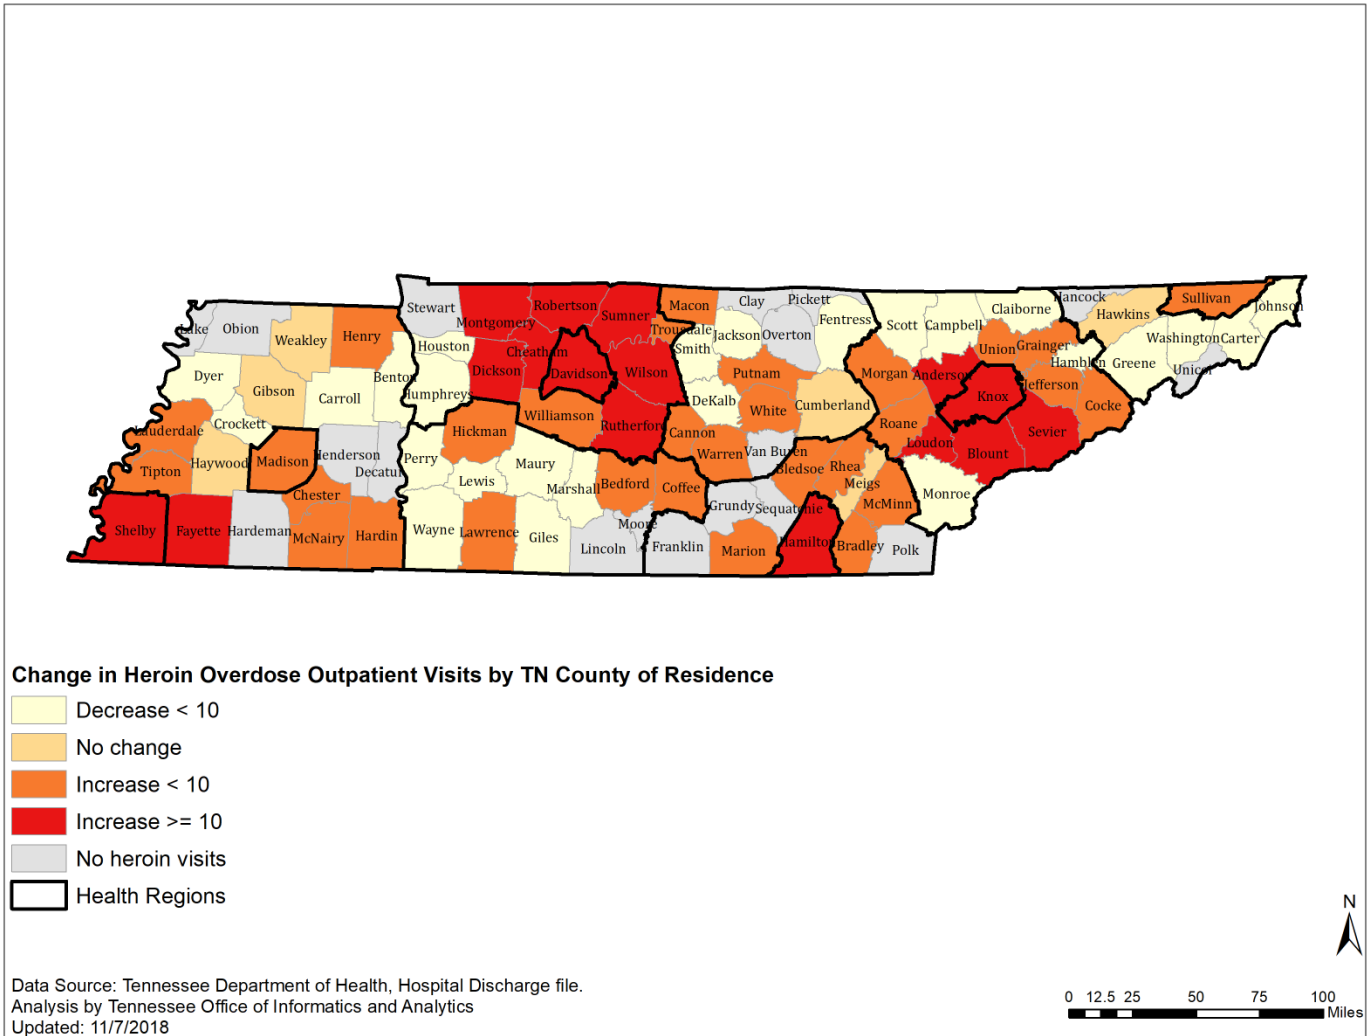 Stewart
Montgomery
Robertson
Sumner
Macon
Clay
Pickett
Fentress
Scott
Campbell
Claiborne
Hancock
Hawkins
Sullivan
Johnson
Lake
Obion
Weakley
Henry
Houston
Cheatham
Trousdale
Smith
Jackson
Overton
Union
Grainger
Hamblen
Greene
Washington
Carter
Unicoi
Dyer
Gibson
Carroll
Benton
Humphreys
Dickson
Davidson
Wilson
Putnam
Morgan
Anderson
Knox
Jefferson
Cocke
Crockett
Lauderdale
Haywood
Madison
Henderson
Decatur
Perry
Hickman
Williamson
Rutherford
Cannon
DeKalb
White
Cumberland
Roane
Loudon
Blount
Sevier
Tipton
Chester
Lewis
Maury
Marshall
Bedford
Coffee
Warren
Van Buren
Bledsoe
Rhea
Meigs
McMinn
Monroe
Shelby
Fayette
Hardeman
McNairy
Hardin
Wayne
Lawrence
Giles
Lincoln
Moore
Franklin
Grundy
Sequatchie
Marion
Hamilton
Bradley
Polk
Change in Heroin Overdose Outpatient Visits by TN County of Residence
Decrease < 10
No change
Increase < 10
Increase >= 10
No heroin visits
Health Regions
N
Data Source: Tennessee Department of Health, Hospital Discharge file.
Analysis by Tennessee Office of Informatics and Analytics
Updated: 11/7/2018
0 12.5 25 50 75 100
Miles